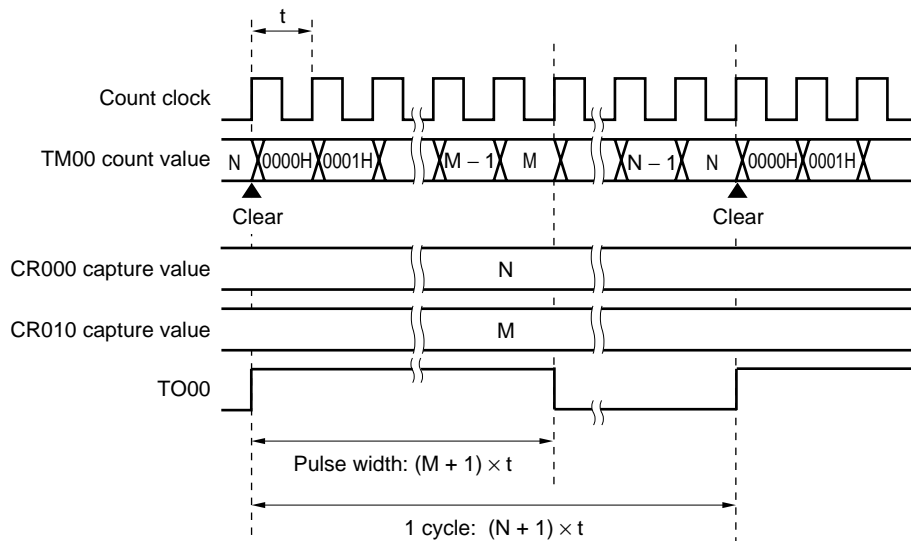 t
Count clock
TM00 count value N 0000H 0001H M – 1 M N – 1 N 0000H 0001H
Clear Clear
CR000 capture value N
CR010 capture value M
TO00
Pulse width: (M + 1) × t
1 cycle: (N + 1) × t